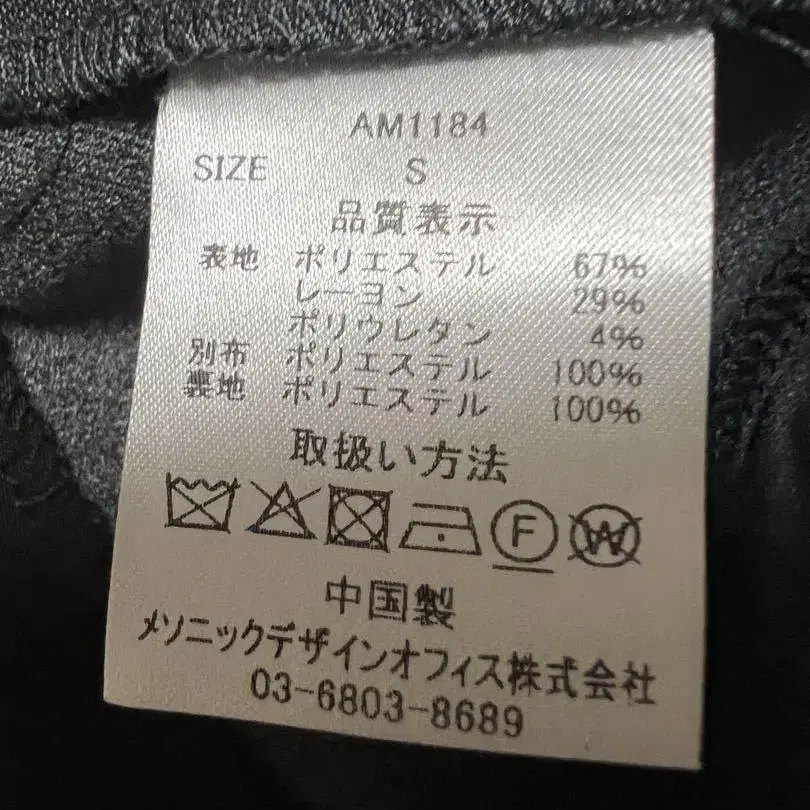 AM1184
SIZE S
品質表示
表地 ポリエステル 67%
レーヨン 29%
ポリウレタン 4%
別布 ポリエステル 100%
裏地 ポリエステル 100%
取扱い方法
F W
中国製
メソニックデザインオフィス株式会社
03-6803-8689